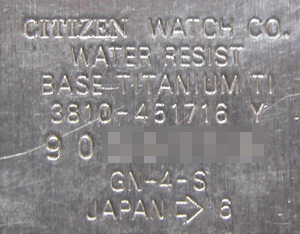 CITIZEN WATCH CO.
WATER RESIST
BASE TITANIUM TI
3810-451716 Y
90
GN-4-S
JAPAN 6